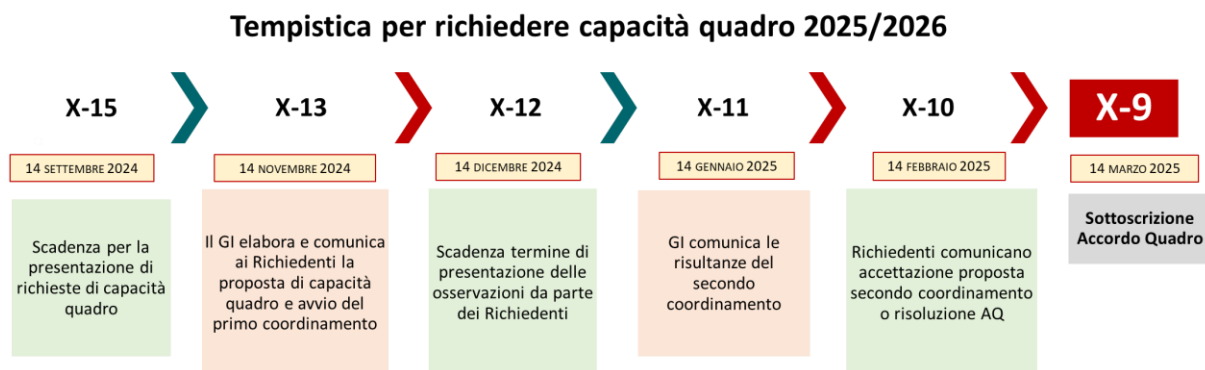 Tempistica per richiedere capacità quadro 2025/2026
X-15
X-13
X-12
X-11
X-10
X-9
14 SETTEMBRE 2024
14 NOVEMBRE 2024
14 DICEMBRE 2024
14 GENNAIO 2025
14 FEBBRAIO 2025
14 MARZO 2025
Scadenza per la
presentazione di
richieste di capacità
quadro
Il GI elabora e comunica
ai Richiedenti la
proposta di capacità
quadro e avvio del
primo coordinamento
Scadenza termine di
presentazione delle
osservazioni da parte
dei Richiedenti
GI comunica le
risultanze del
secondo
coordinamento
Richiedenti comunicano
accettazione proposta
secondo coordinamento
o risoluzione AQ
Sottoscrizione
Accordo Quadro